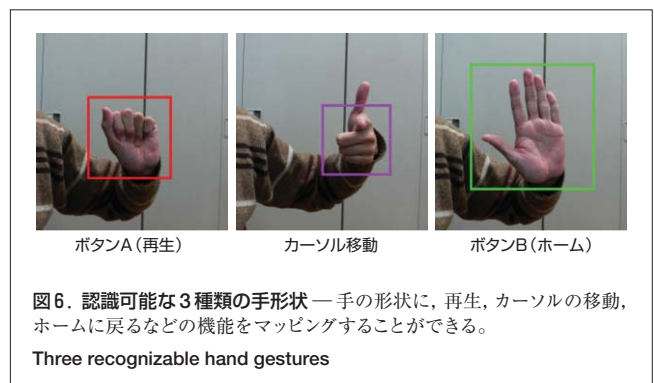 ボタンA（再生）
カーソル移動
ボタンB（ホーム）
図6．認識可能な3種類の手形状 — 手の形状に，再生，カーソルの移動，
ホームに戻るなどの機能をマッピングすることができる。
Three recognizable hand gestures